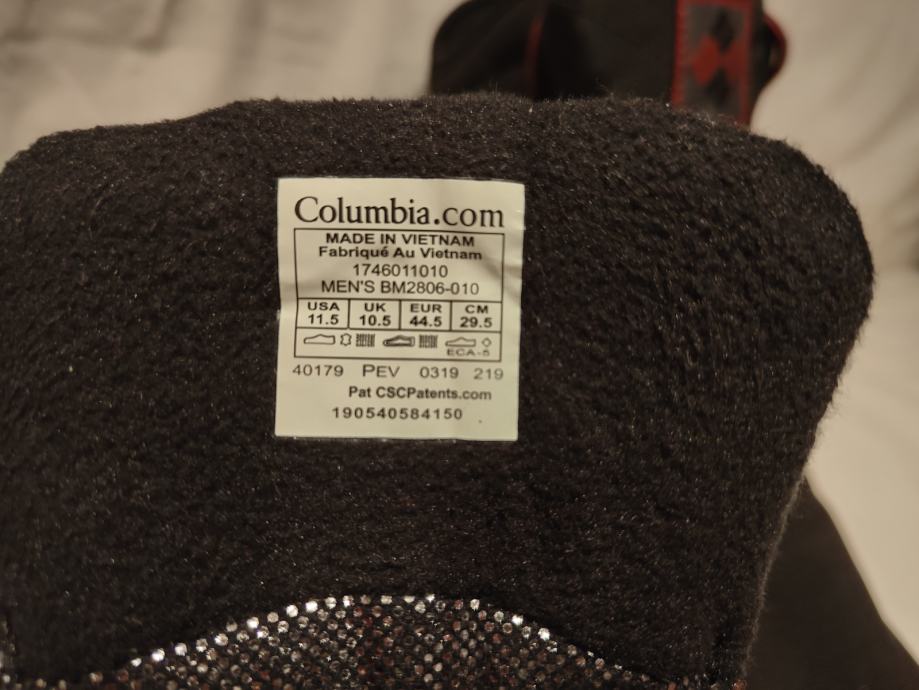 Columbia.com
MADE IN VIETNAM
Fabriqué Au Vietnam
1746011010
MEN'S BM2806-010
USA UK EUR CM
11.5 10.5 44.5 29.5
ECA-5
40179 PEV 0319 219
Pat CSCPatents.com
190540584150